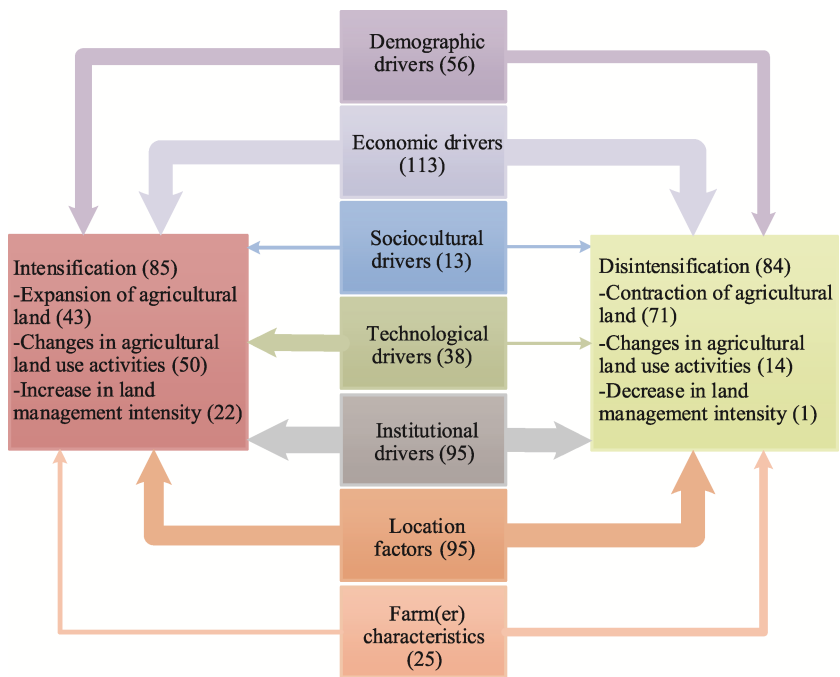 Demographic
drivers (56)
Economic drivers
(113)
Sociocultural
drivers (13)
Technological
drivers (38)
Institutional
drivers (95)
Location
factors (95)
Farm(er)
characteristics
(25)
Intensification (85)
-Expansion of agricultural
land (43)
-Changes in agricultural
land use activities (50)
-Increase in land
management intensity (22)
Disintensification (84)
-Contraction of agricultural
land (71)
-Changes in agricultural
land use activities (14)
-Decrease in land
management intensity (1)